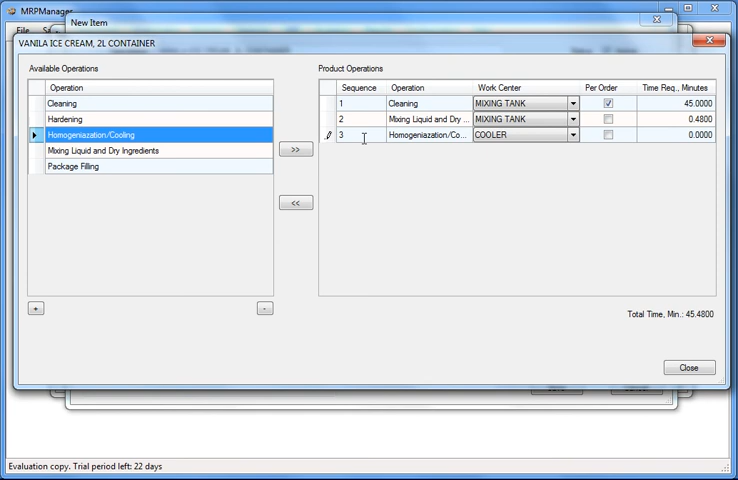 MRPManager
File
New Item
VANILA ICE CREAM, 2L CONTAINER
Available Operations
Operation
Cleaning
Hardening
Homogeniazation/Cooling
Mixing Liquid and Dry Ingredients
Package Filling
+
-
>>
<<
Product Operations
Sequence Operation Work Center Per Order Time Req., Minutes
1 Cleaning MIXING TANK 45.0000
2 Mixing Liquid and Dry ... MIXING TANK 0.4800
3 Homogeniazation/Co... COOLER 0.0000
Total Time, Min.: 45.4800
Close
Evaluation copy. Trial period left: 22 days